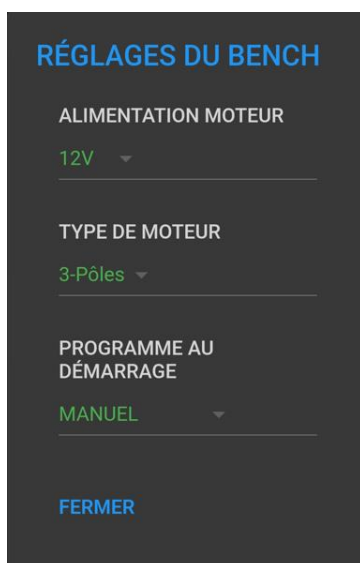 RÉGLAGES DU BENCH
ALIMENTATION MOTEUR
12V
TYPE DE MOTEUR
3-Pôles
PROGRAMME AU
DÉMARRAGE
MANUEL
FERMER